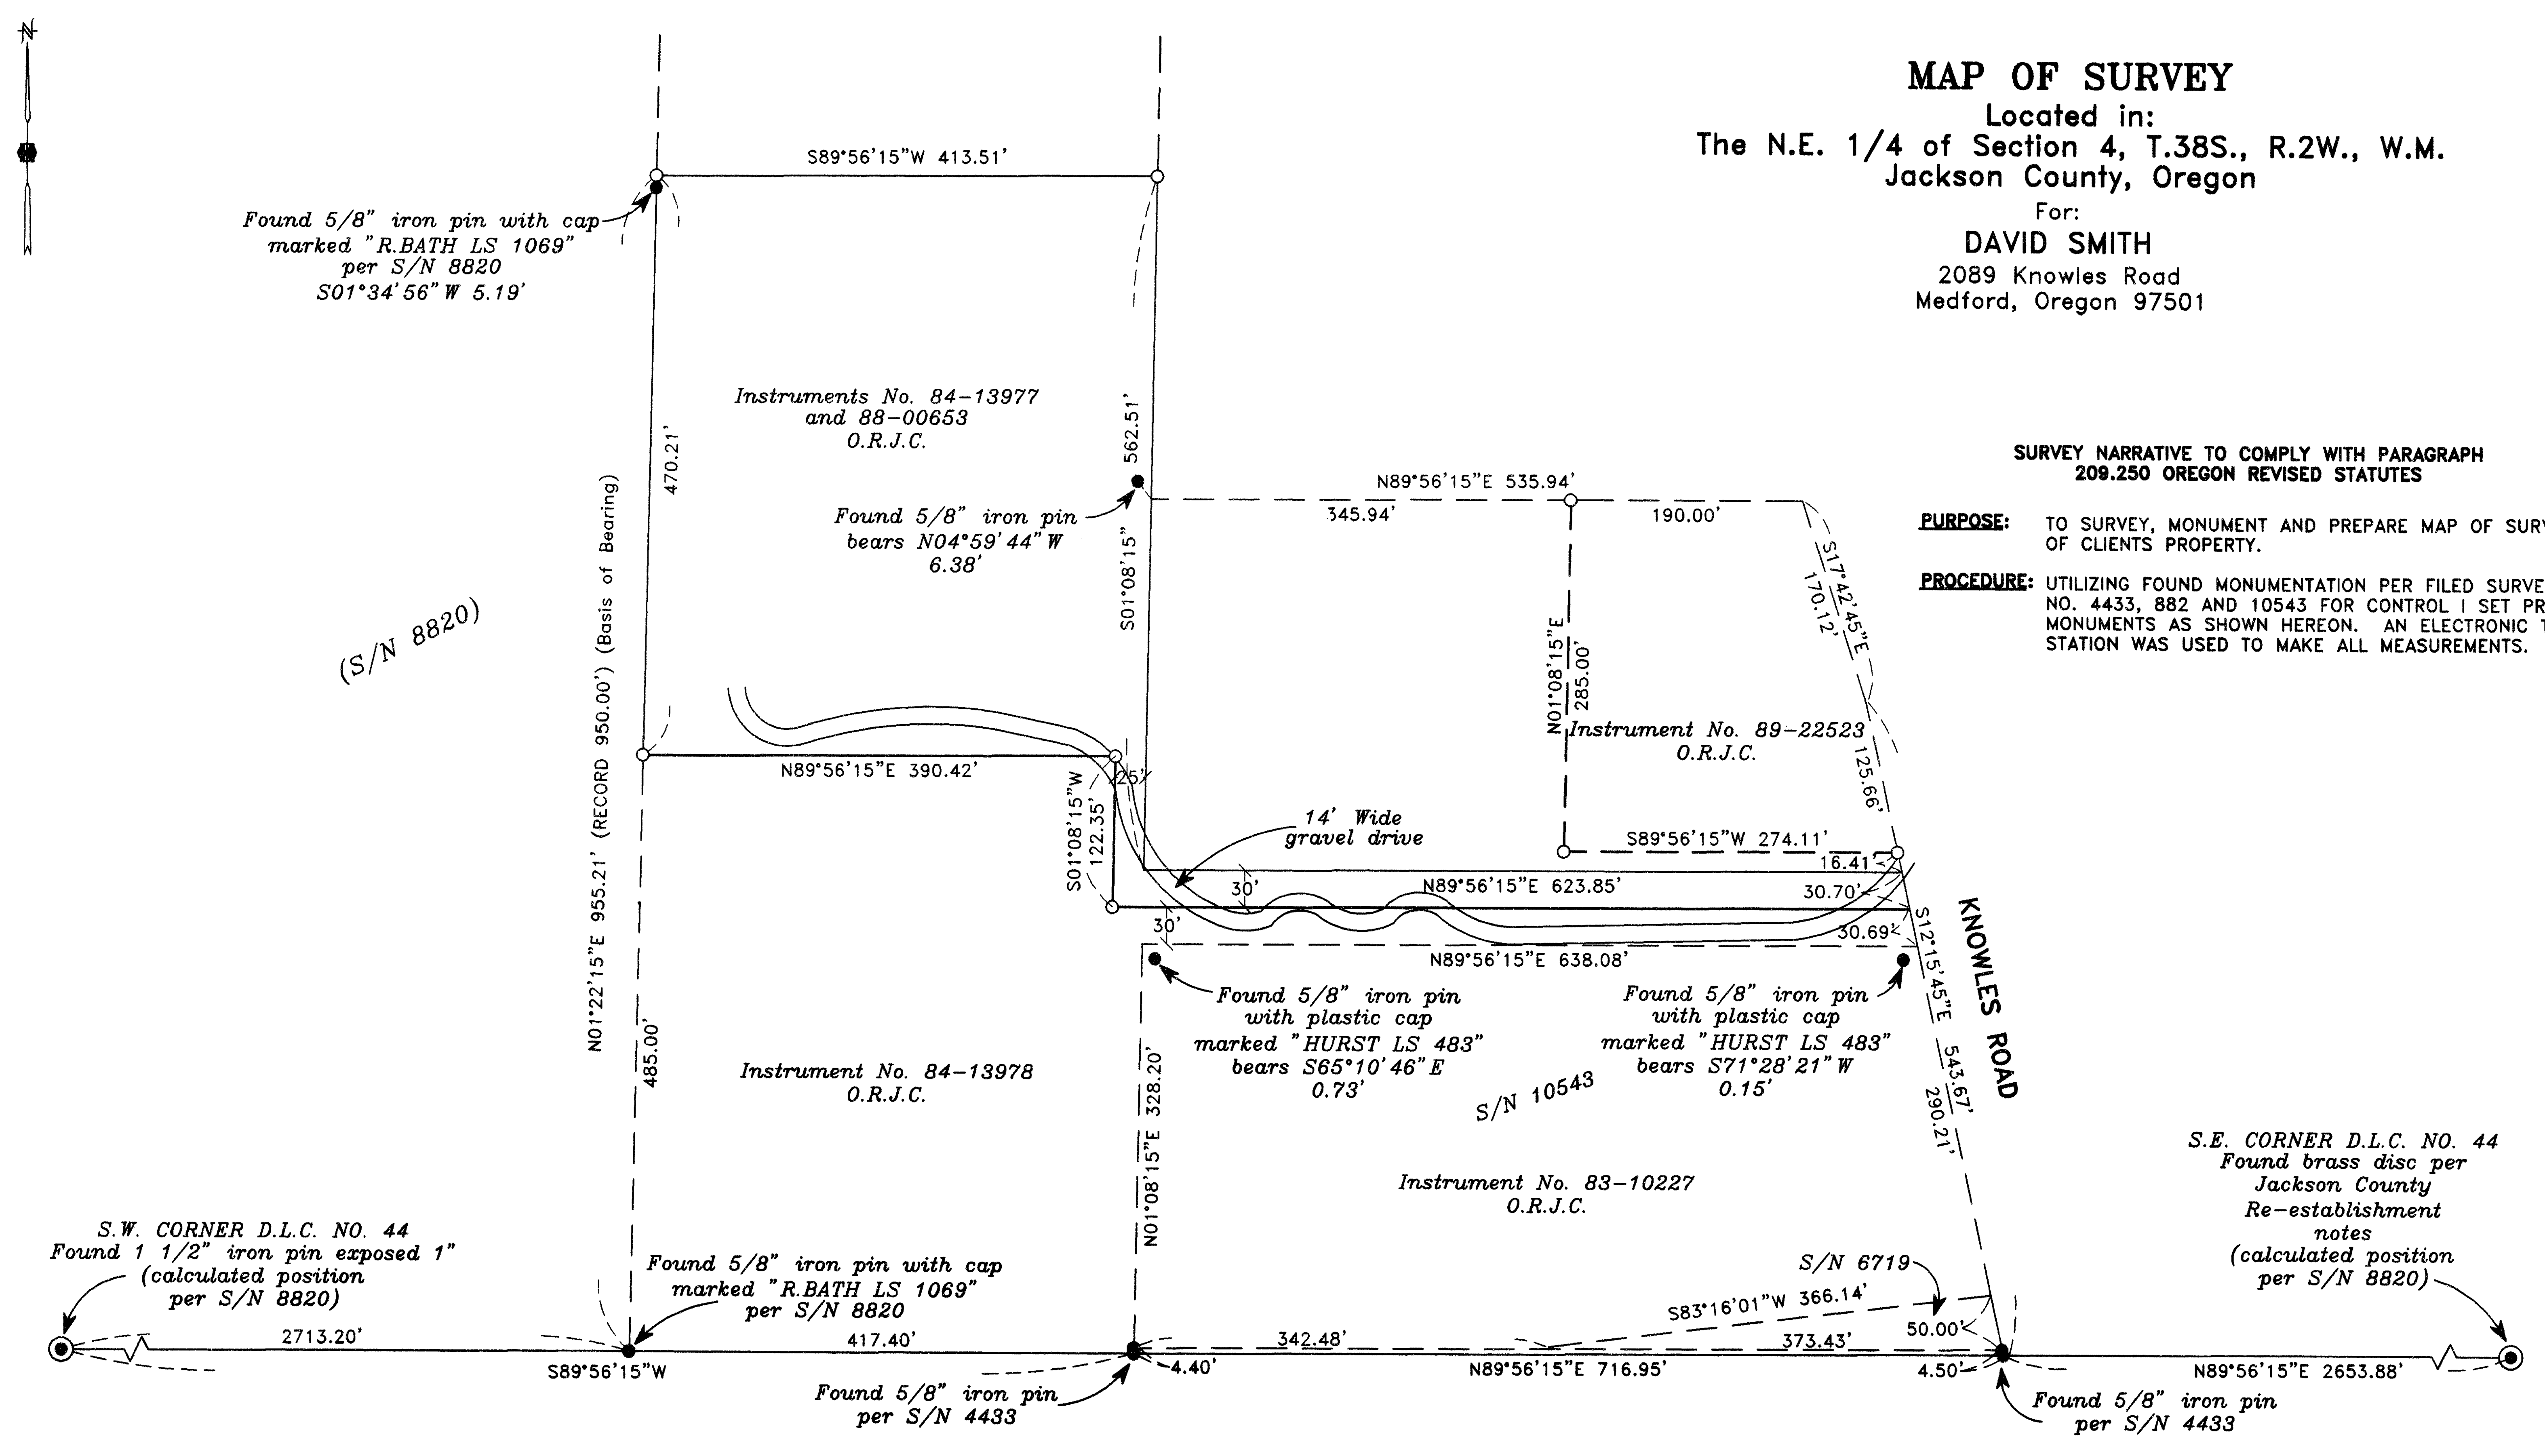 N
MAP OF SURVEY
Located in:
The N.E. 1/4 of Section 4, T.38S., R.2W., W.M.
Jackson County, Oregon
For:
DAVID SMITH
2089 Knowles Road
Medford, Oregon 97501
S89°56'15"W 413.51'
Found 5/8" iron pin with cap
marked "R.BATH LS 1069"
per S/N 8820
S01°34'56"W 5.19'
Instruments No. 84-13977
and 88-00653
O.R.J.C.
470.21'
562.51'
S01°08'15"
Found 5/8" iron pin
bears N04°59'44"W
6.38'
N89°56'15"E 535.94'
345.94'
190.00'
SURVEY NARRATIVE TO COMPLY WITH PARAGRAPH
209.250 OREGON REVISED STATUTES
PURPOSE: TO SURVEY, MONUMENT AND PREPARE MAP OF
OF CLIENTS PROPERTY.
PROCEDURE: UTILIZING FOUND MONUMENTATION PER FILED
NO. 4433, 882 AND 10543 FOR CONTROL I SET
MONUMENTS AS SHOWN HEREON. AN ELECTRONIC
STATION WAS USED TO MAKE ALL MEASUREMENTS.
S17°42'45"E
170.12'
(S/N 8820)
N01°22'15"E 955.21' (RECORD 950.00') (Basis of Bearing)
N01°08'15"E
285.00'
Instrument No. 89-22523
O.R.J.C.
125.66'
N89°56'15"E 390.42'
25'
S01°08'15"W
122.35'
14' Wide
gravel drive
S89°56'15"W 274.11'
16.41'
N89°56'15"E 623.85'
30'
30.70'
30'
30.69'
N89°56'15"E 638.08'
S12°15'45"E 543.67'
290.21'
KNOWLES ROAD
Found 5/8" iron pin
with plastic cap
marked "HURST LS 483"
bears S65°10'46"E
0.73'
Found 5/8" iron pin
with plastic cap
marked "HURST LS 483"
bears S71°28'21"W
0.15'
S/N 10543
485.00'
Instrument No. 84-13978
O.R.J.C.
N01°08'15"E 328.20'
Instrument No. 83-10227
O.R.J.C.
S.E. CORNER D.L.C. NO. 44
Found brass disc per
Jackson County
Re-establishment
notes
(calculated position
per S/N 8820)
S.W. CORNER D.L.C. NO. 44
Found 1 1/2" iron pin exposed 1"
(calculated position
per S/N 8820)
Found 5/8" iron pin with cap
marked "R.BATH LS 1069"
per S/N 8820
S/N 6719
S83°16'01"W 366.14'
50.00'
2713.20'
417.40'
342.48'
373.43'
S89°56'15"W
4.40'
N89°56'15"E 716.95'
4.50'
N89°56'15"E 2653.88'
Found 5/8" iron pin
per S/N 4433
Found 5/8" iron pin
per S/N 4433